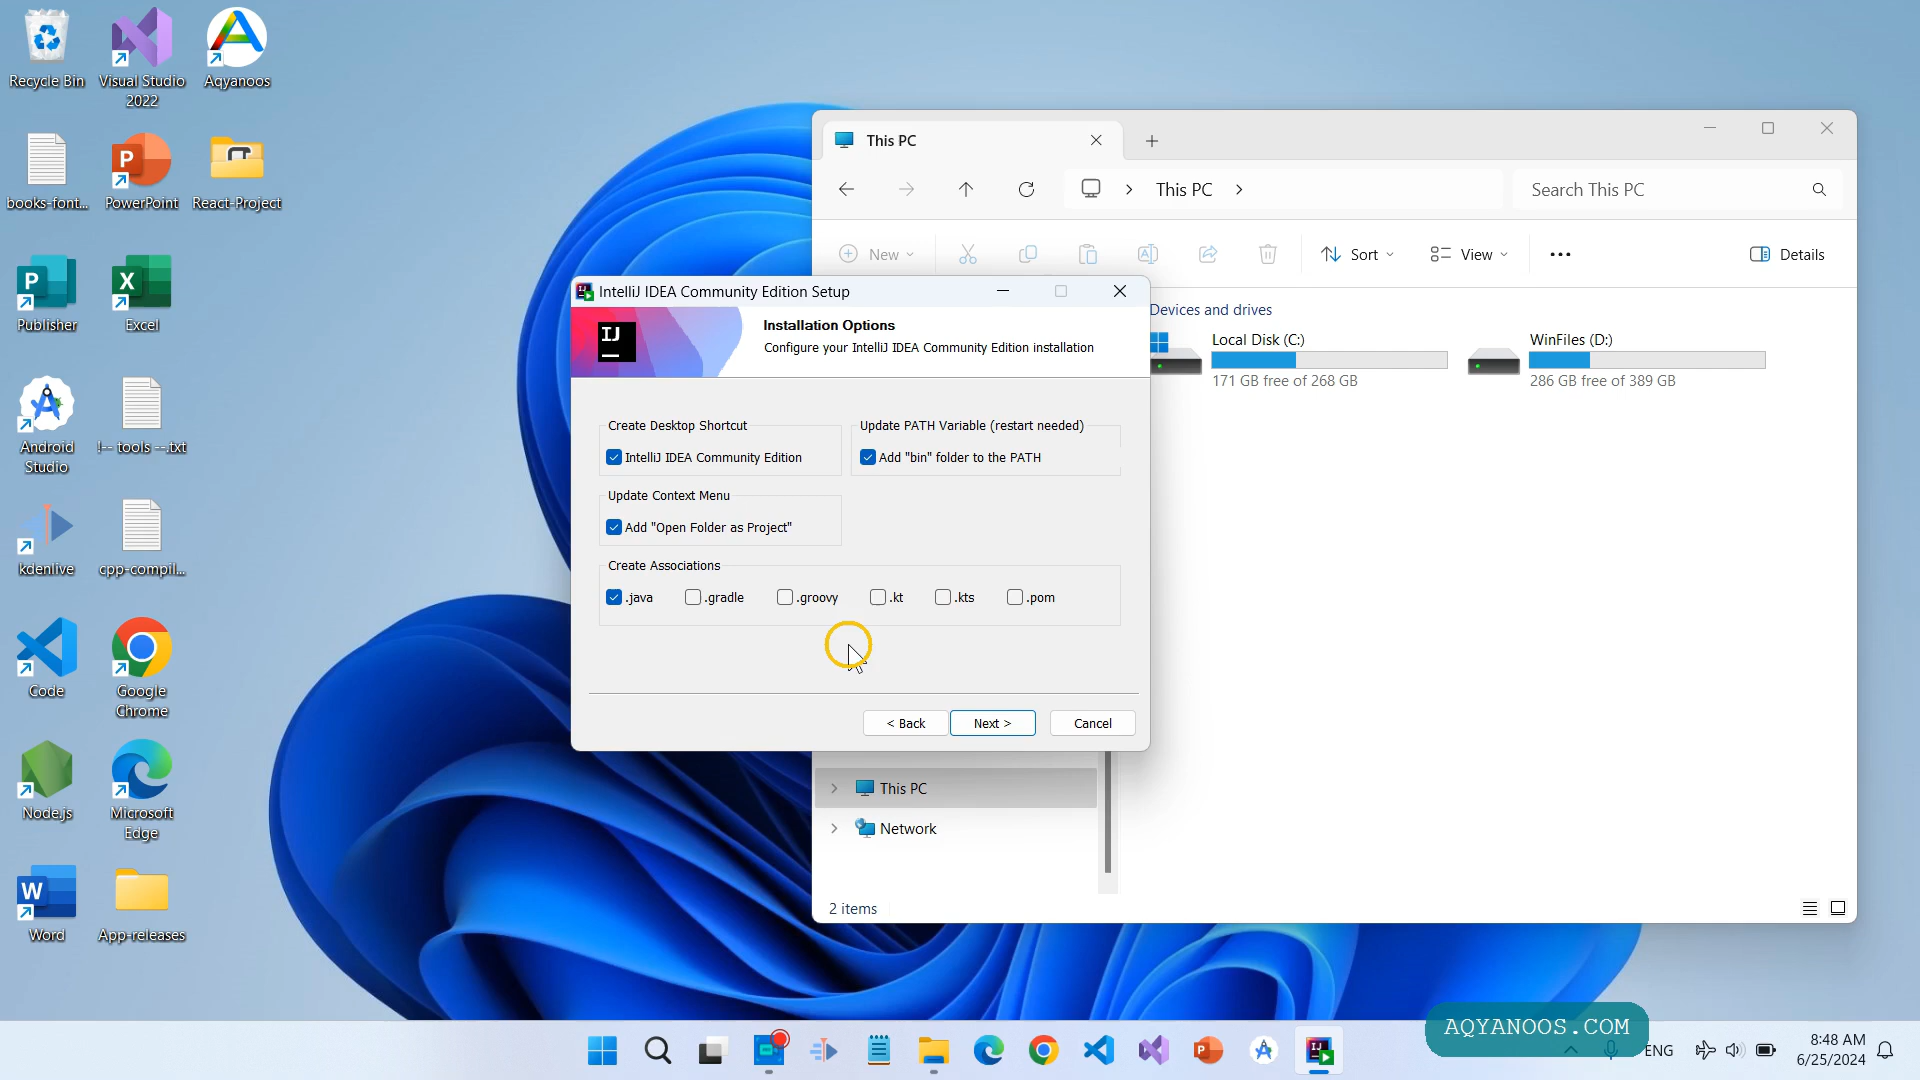 Recycle Bin
Visual Studio
2022
Aqyanoos
books-font...
PowerPoint
React-Project
Publisher
Excel
Android
Studio
!-- tools --.txt
kdenlive
cpp-compil...
Code
Google
Chrome
Node.js
Microsoft
Edge
Word
App-releases
This PC
This PC
Search This PC
New
Sort
View
Details
Devices and drives
Local Disk (C:)
171 GB free of 268 GB
WinFiles (D:)
286 GB free of 389 GB
This PC
Network
2 items
IntelliJ IDEA Community Edition Setup
IJ
Installation Options
Configure your IntelliJ IDEA Community Edition installation
Create Desktop Shortcut
IntelliJ IDEA Community Edition
Update PATH Variable (restart needed)
Add "bin" folder to the PATH
Update Context Menu
Add "Open Folder as Project"
Create Associations
.java
.gradle
.groovy
.kt
.kts
.pom
< Back
Next >
Cancel
AQYANOOS.COM
ENG
8:48 AM
6/25/2024